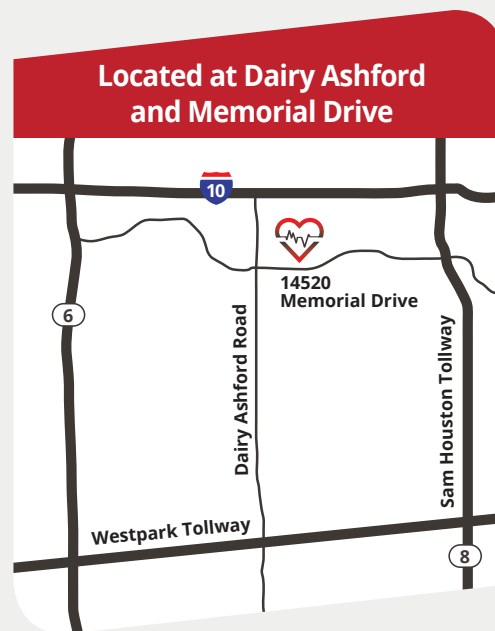 Located at Dairy Ashford
and Memorial Drive
10
14520
Memorial Drive
6
Dairy Ashford Road
Sam Houston Tollway
Westpark Tollway
8